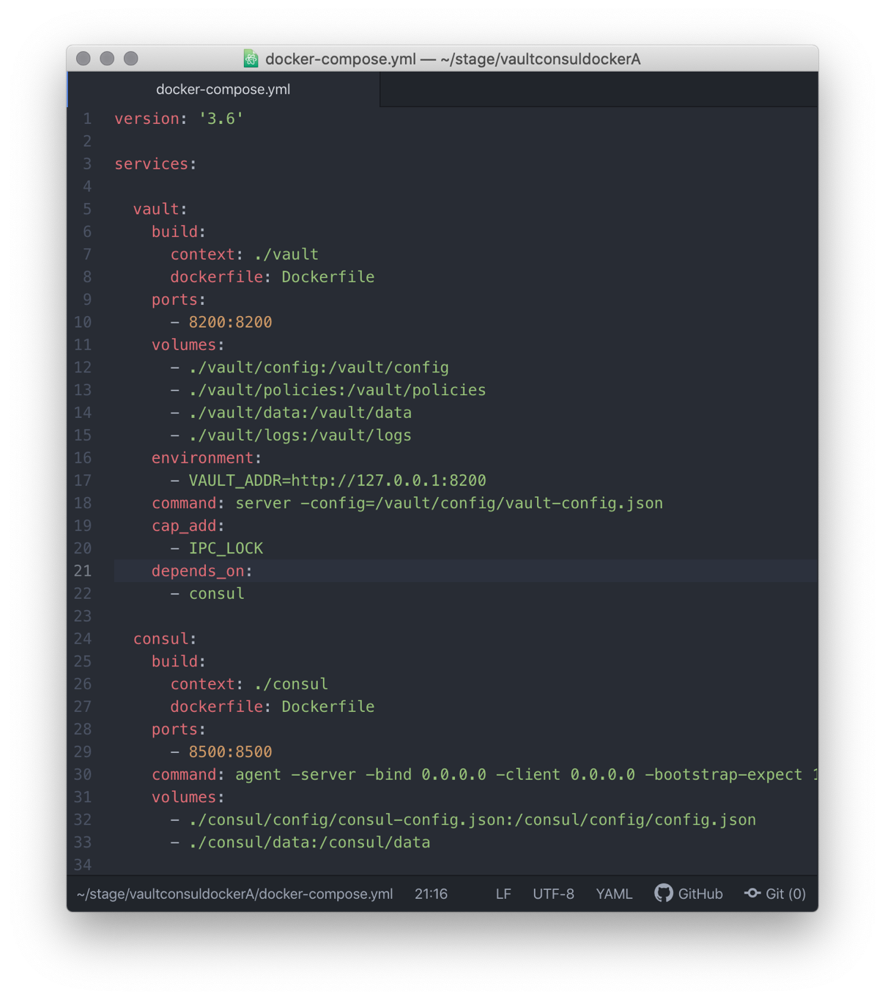 docker-compose.yml — ~/stage/vaultconsuldockerA
docker-compose.yml
1 version: '3.6'
2
3 services:
4
5   vault:
6     build:
7       context: ./vault
8       dockerfile: Dockerfile
9     ports:
10       - 8200:8200
11     volumes:
12       - ./vault/config:/vault/config
13       - ./vault/policies:/vault/policies
14       - ./vault/data:/vault/data
15       - ./vault/logs:/vault/logs
16     environment:
17       - VAULT_ADDR=http://127.0.0.1:8200
18     command: server -config=/vault/config/vault-config.json
19     cap_add:
20       - IPC_LOCK
21     depends_on:
22       - consul
23
24   consul:
25     build:
26       context: ./consul
27       dockerfile: Dockerfile
28     ports:
29       - 8500:8500
30     command: agent -server -bind 0.0.0.0 -client 0.0.0.0 -bootstrap-expect 1
31     volumes:
32       - ./consul/config/consul-config.json:/consul/config/config.json
33       - ./consul/data:/consul/data
34
~/stage/vaultconsuldockerA/docker-compose.yml 21:16 LF UTF-8 YAML GitHub Git (0)